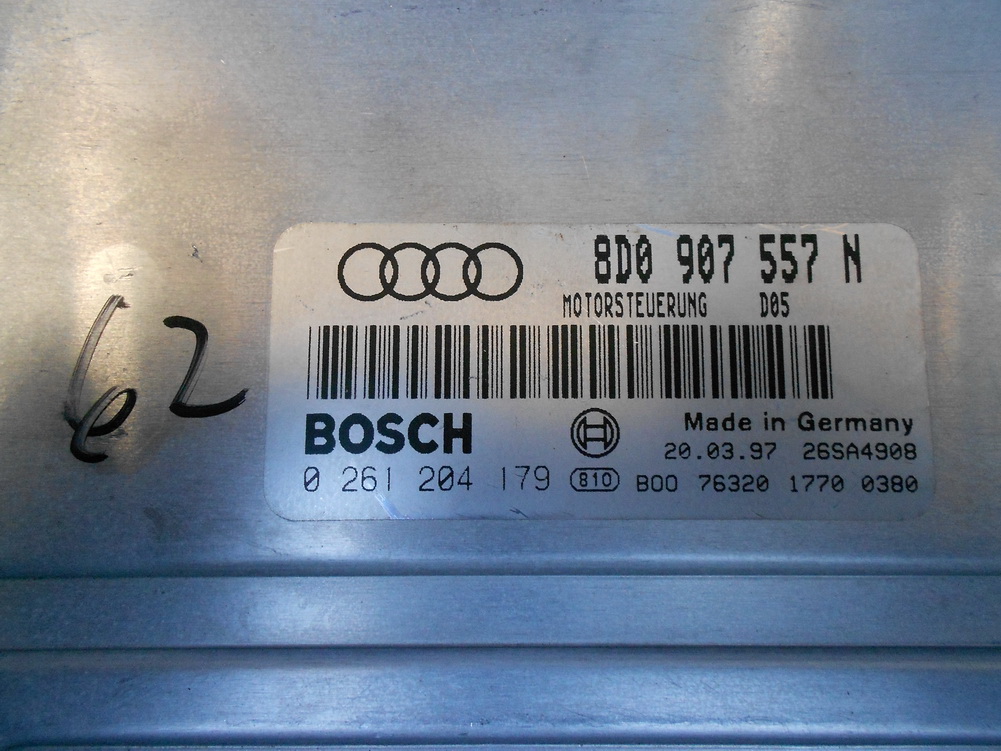 8D0 907 557 N
MOTORSTEUERUNG D05
62
BOSCH
Made in Germany
20.03.97 26SA4908
0 261 204 179 810 B00 76320 1770 0380